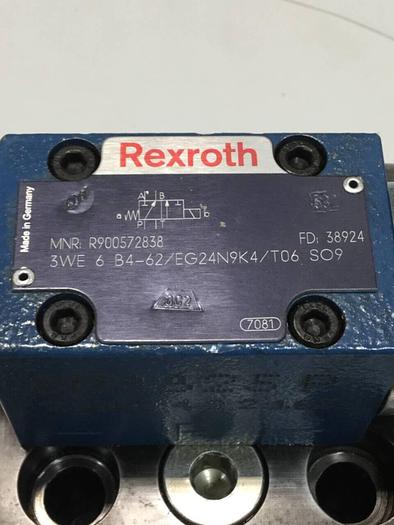 Rexroth
Made in Germany
A B
P T
MNR: R900572838 FD: 38924
3WE 6 B4-62/EG24N9K4/T06 SO9
7081